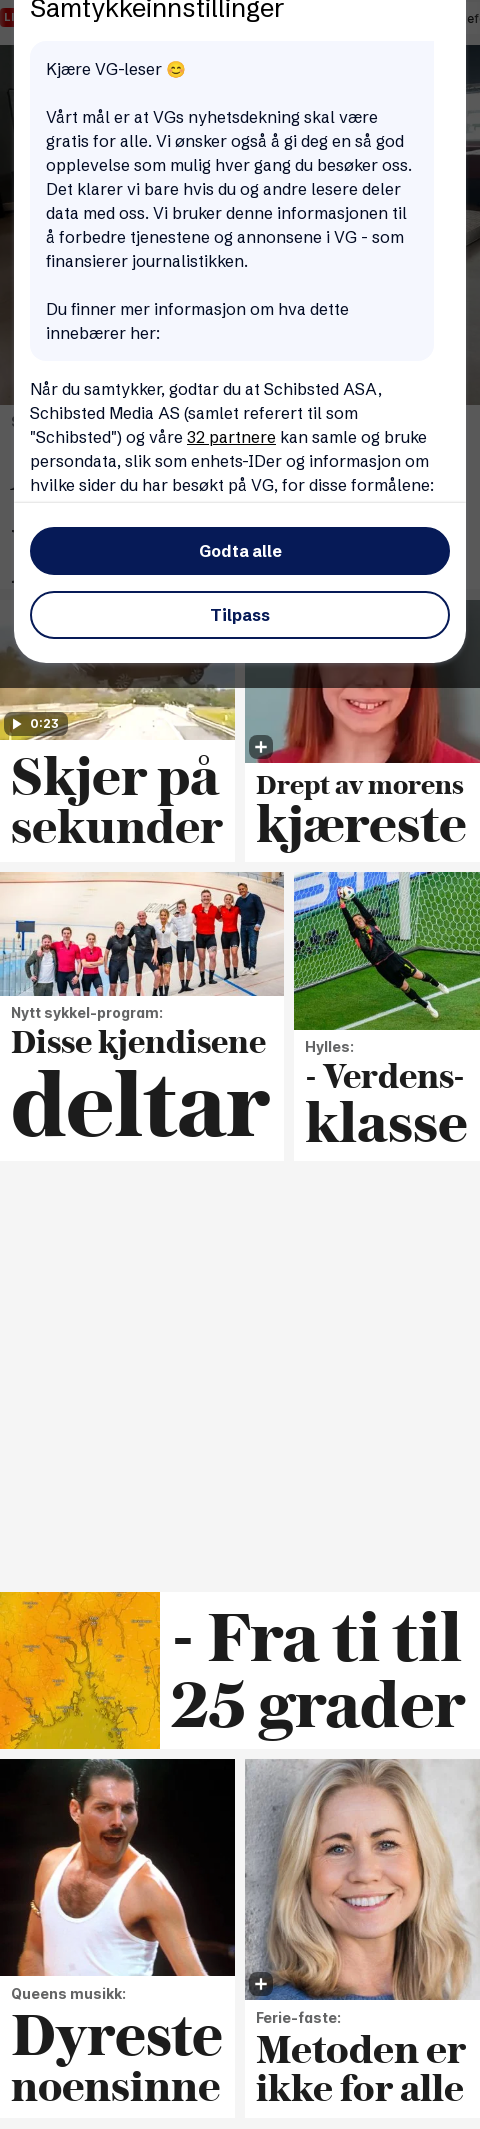 Samtykkeinnstillinger
Kjære VG-leser 😊
Vårt mål er at VGs nyhetsdekning skal være
gratis for alle. Vi ønsker også å gi deg en så god
opplevelse som mulig hver gang du besøker oss.
Det klarer vi bare hvis du og andre lesere deler
data med oss. Vi bruker denne informasjonen til
å forbedre tjenestene og annonsene i VG - som
finansierer journalistikken.
Du finner mer informasjon om hva dette
innebærer her:
Når du samtykker, godtar du at Schibsted ASA,
Schibsted Media AS (samlet referert til som
"Schibsted") og våre 32 partnere kan samle og bruke
persondata, slik som enhets-IDer og informasjon om
hvilke sider du har besøkt på VG, for disse formålene:
Godta alle
Tilpass
0:23
Skjer på
sekunder
Drept av morens
kjæreste
Nytt sykkel-program:
Disse kjendisene
deltar
Hylles:
- Verdens-
klasse
- Fra ti til
25 grader
Queens musikk:
Dyreste
noensinne
Ferie-faste:
Metoden er
ikke for alle